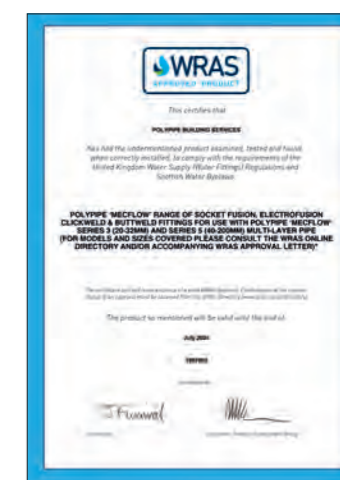 WRAS
APPROVED PRODUCT
This certifies that
POLYPIPE BUILDING SERVICES
has had the undermentioned product examined, tested and found,
when correctly installed, to comply with the requirements of the
United Kingdom Water Supply (Water Fittings) Regulations and
Scottish Water Byelaws.
POLYPIPE 'MECFLOW' RANGE OF SOCKET FUSION, ELECTROFUSION
CLICKWELD & BUTTWELD FITTINGS FOR USE WITH POLYPIPE 'MECFLOW'
SERIES 3 (20-32MM) AND SERIES 5 (40-200MM) MULTI-LAYER PIPE
(FOR MODELS AND SIZES COVERED PLEASE CONSULT THE WRAS ONLINE
DIRECTORY AND/OR ACCOMPANYING WRAS APPROVAL LETTER)*
The product so mentioned will be valid until the end of:
July